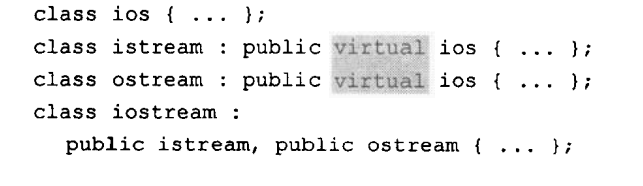 class ios { ... };
class istream : public virtual ios { ... };
class ostream : public virtual ios { ... };
class iostream :
public istream, public ostream { ... };